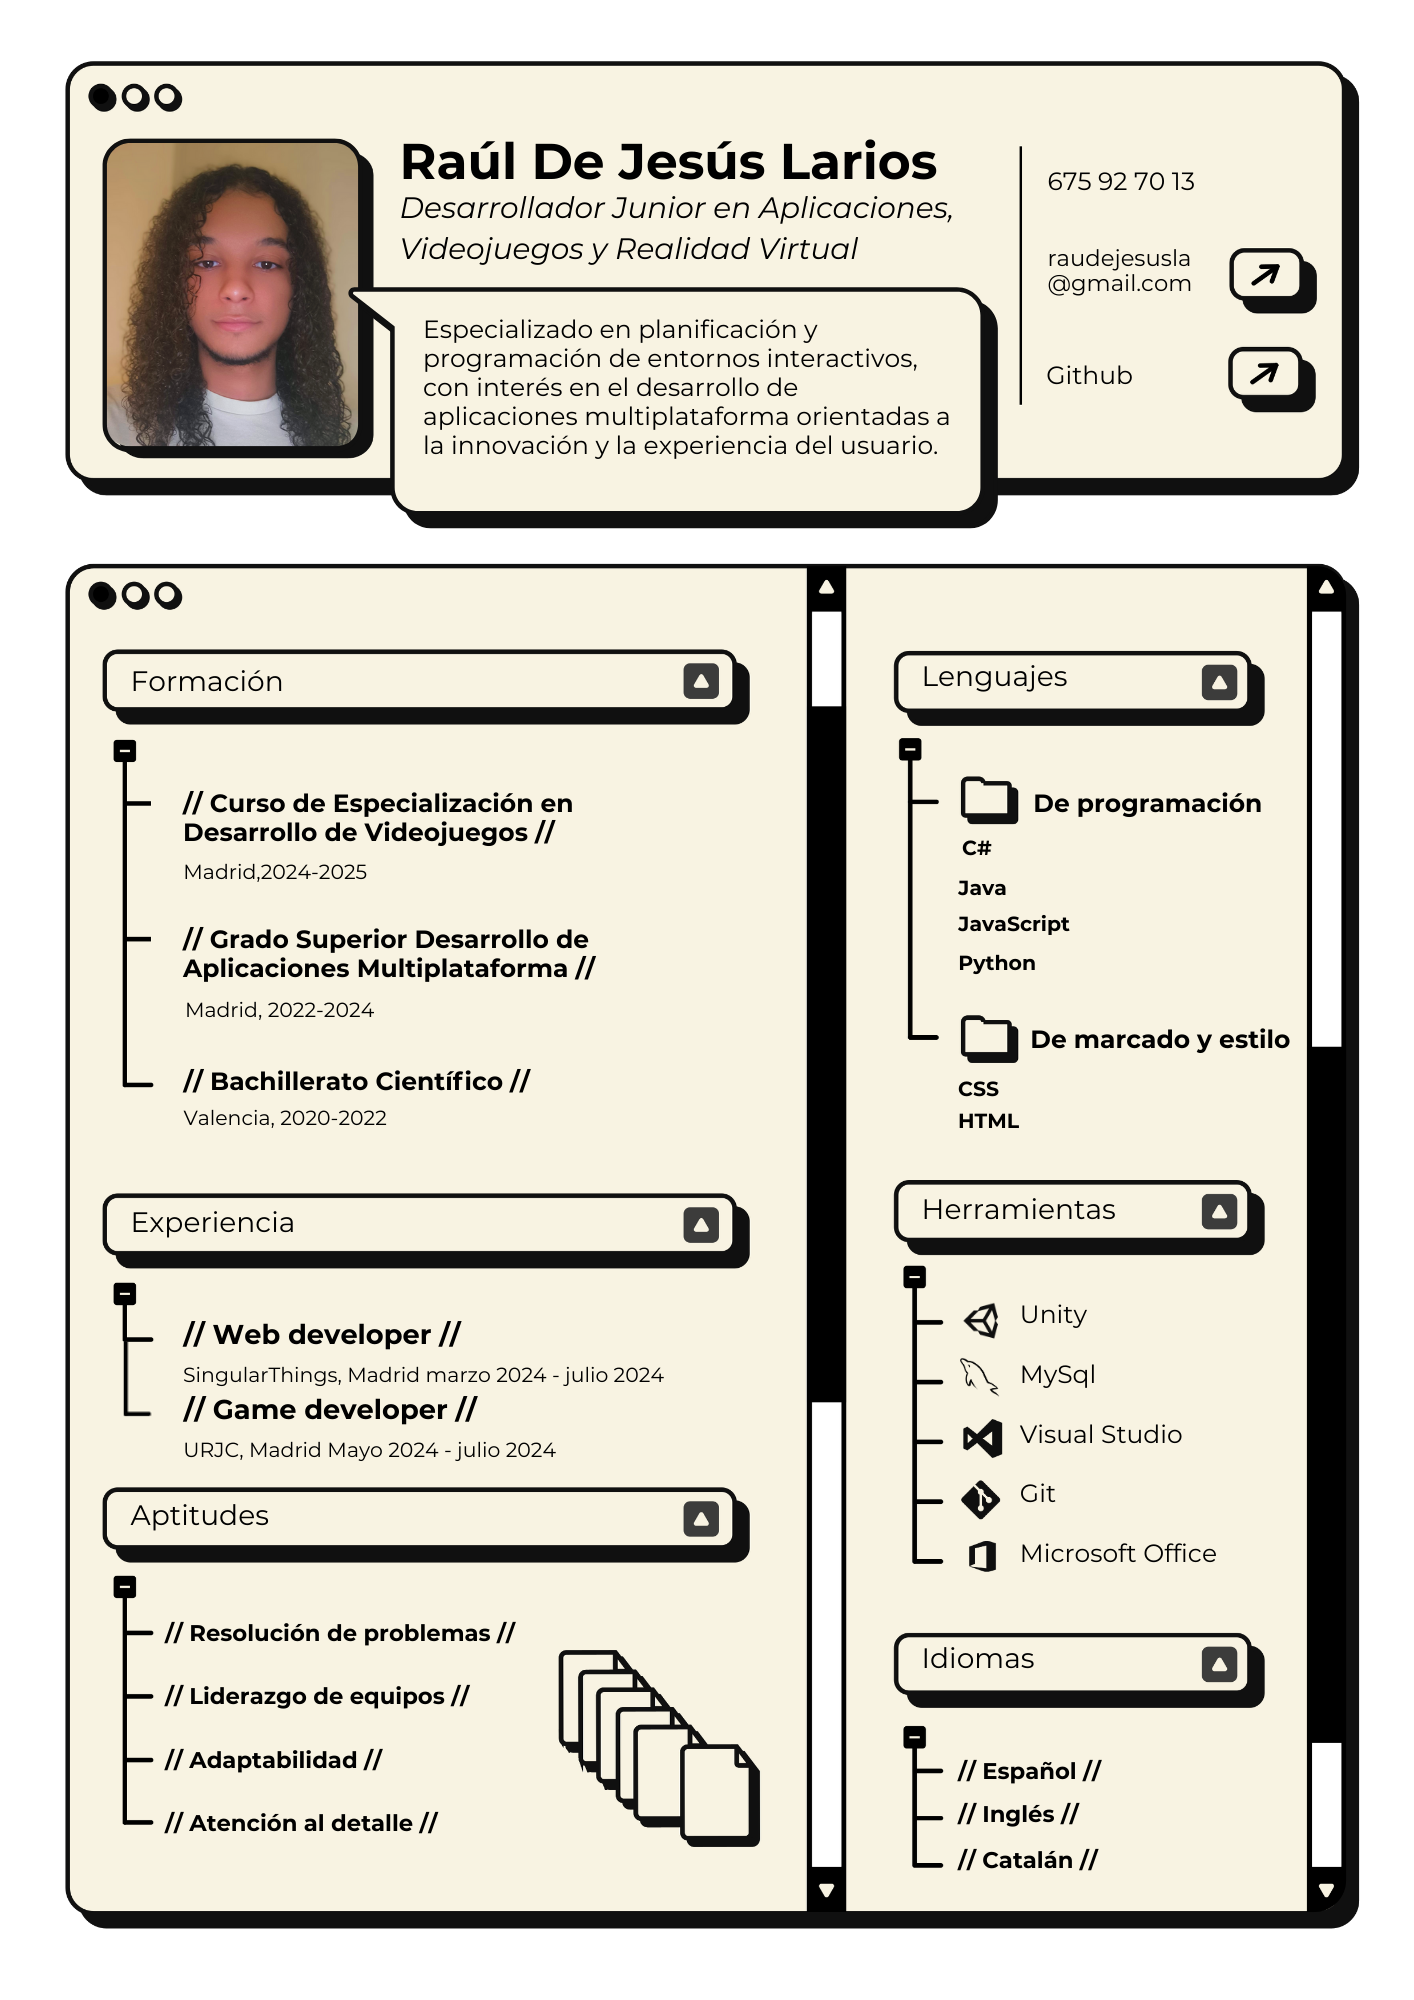 Raúl De Jesús Larios
Desarrollador Junior en Aplicaciones,
Videojuegos y Realidad Virtual
Especializado en planificación y
programación de entornos interactivos,
con interés en el desarrollo de
aplicaciones multiplataforma orientadas a
la innovación y la experiencia del usuario.
675 92 70 13
raudejesusla
@gmail.com
Github
Formación
// Curso de Especialización en
Desarrollo de Videojuegos //
Madrid,2024-2025
// Grado Superior Desarrollo de
Aplicaciones Multiplataforma //
Madrid, 2022-2024
// Bachillerato Científico //
Valencia, 2020-2022
Experiencia
// Web developer //
SingularThings, Madrid marzo 2024 - julio 2024
// Game developer //
URJC, Madrid Mayo 2024 - julio 2024
Aptitudes
// Resolución de problemas //
// Liderazgo de equipos //
// Adaptabilidad //
// Atención al detalle //
Lenguajes
De programación
C#
Java
JavaScript
Python
De marcado y estilo
CSS
HTML
Herramientas
Unity
MySql
Visual Studio
Git
Microsoft Office
Idiomas
// Español //
// Inglés //
// Catalán //